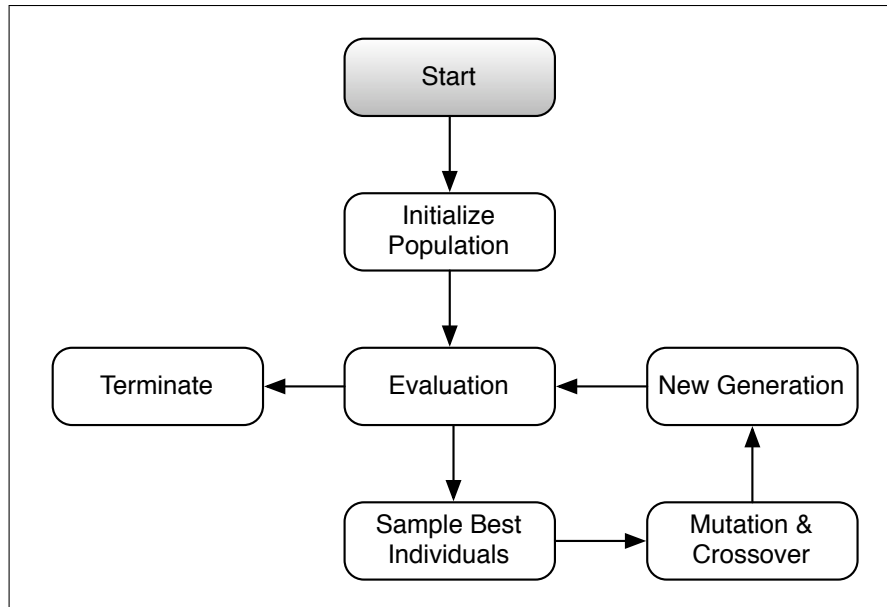 Start
Initialize
Population
Terminate
Evaluation
New Generation
Sample Best
Individuals
Mutation &
Crossover